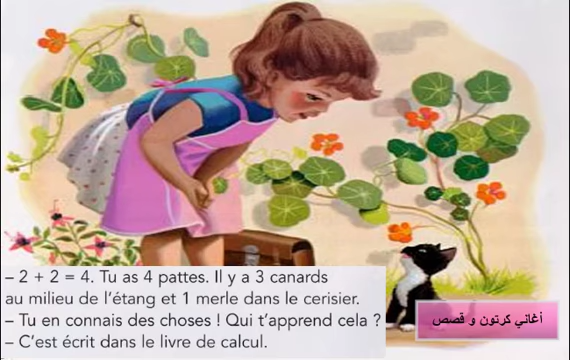 – 2 + 2 = 4. Tu as 4 pattes. Il y a 3 canards
au milieu de l'étang et 1 merle dans le cerisier.
– Tu en connais des choses ! Qui t'apprend cela ?
– C'est écrit dans le livre de calcul.
أغاني كرتون و قصص